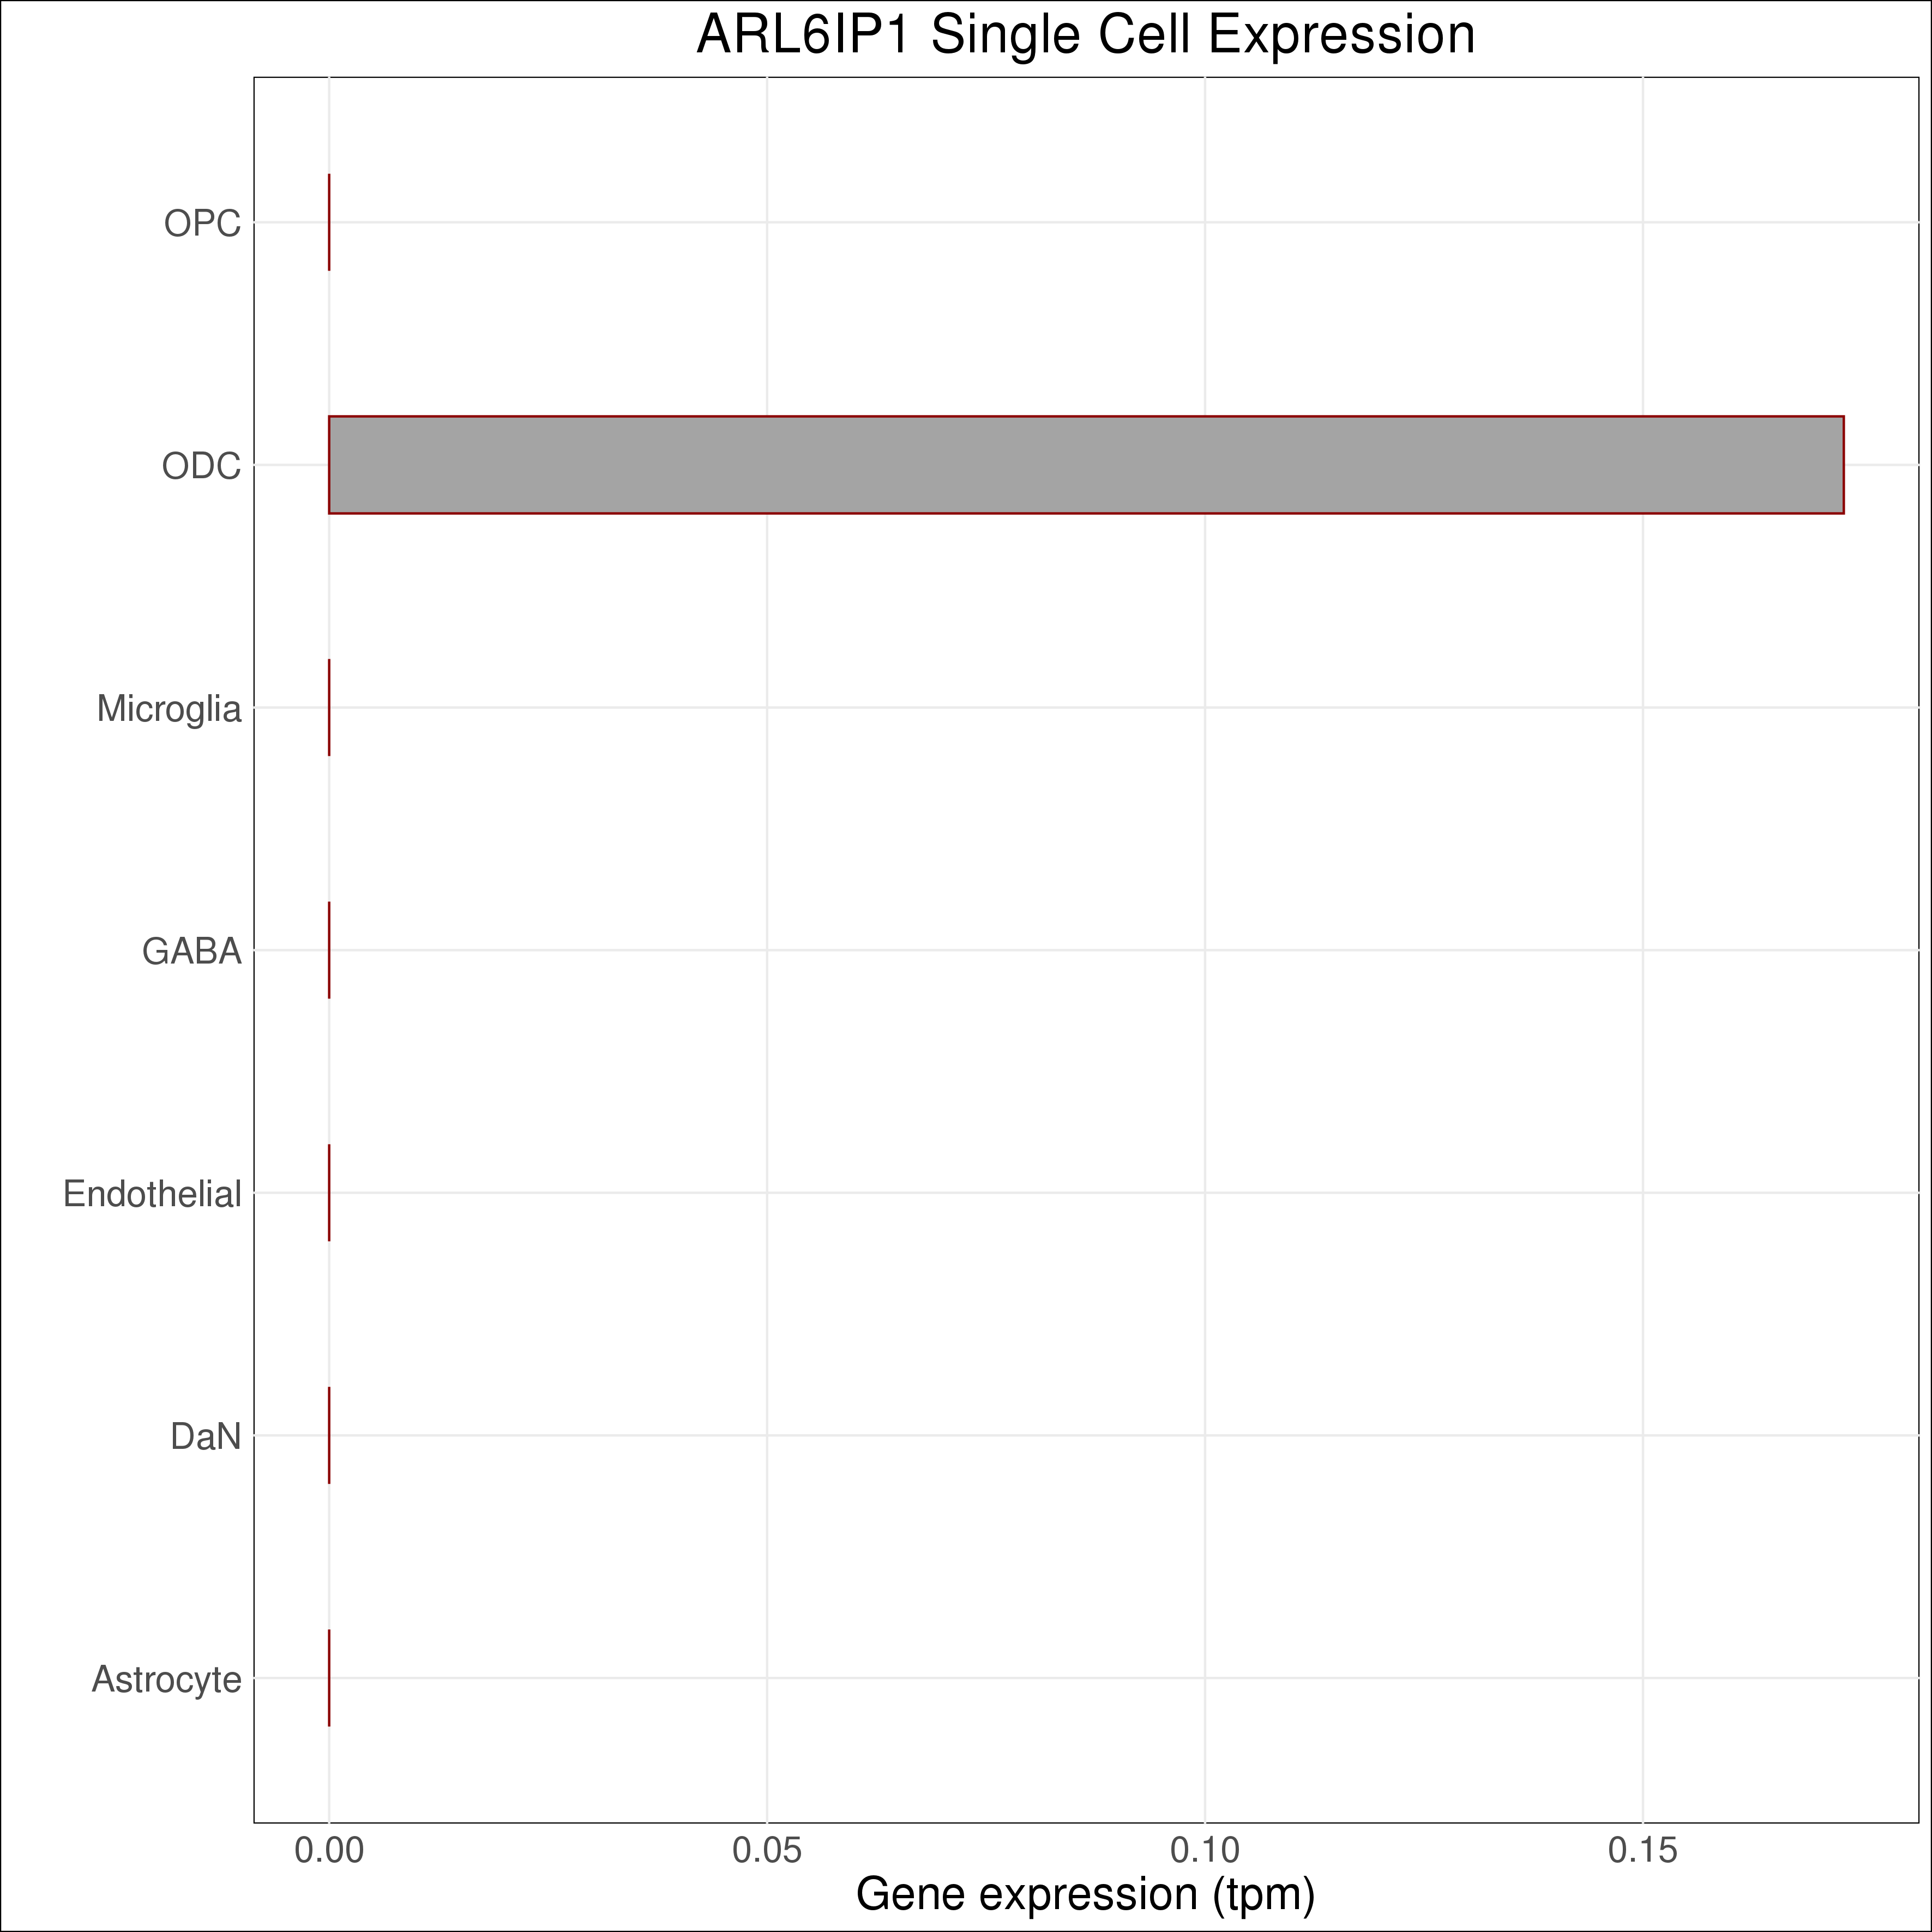 ARL6IP1 Single Cell Expression
OPC
ODC
Microglia
GABA
Endothelial
DaN
Astrocyte
0.00 0.05 0.10 0.15
Gene expression (tpm)